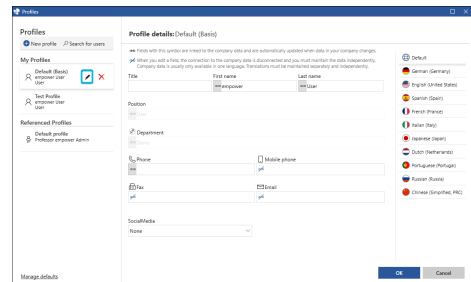 Profiles
Profiles
New profile
Search for users
My Profiles
Default (Basis)
empower User
User
Test Profile
empower User
User
Referenced Profiles
Default profile
Professor empower Admin
Manage defaults
Profile details: Default (Basis)
Fields with this symbol are linked to the company data and are automatically updated when data in your company changes.
When you edit a field, the connection to the company data is disconnected and you must maintain the data independently.
Company data is usually only available in one language. Translations must be maintained separately and independently.
Title
First name
Last name
empower
User
Position
User
Department
Phone
Mobile phone
Fax
Email
SocialMedia
None
Default
German (Germany)
English (United States)
Spanish (Spain)
French (France)
Italian (Italy)
Japanese (Japan)
Dutch (Netherlands)
Portuguese (Portugal)
Russian (Russia)
Chinese (Simplified, PRC)
OK
Cancel